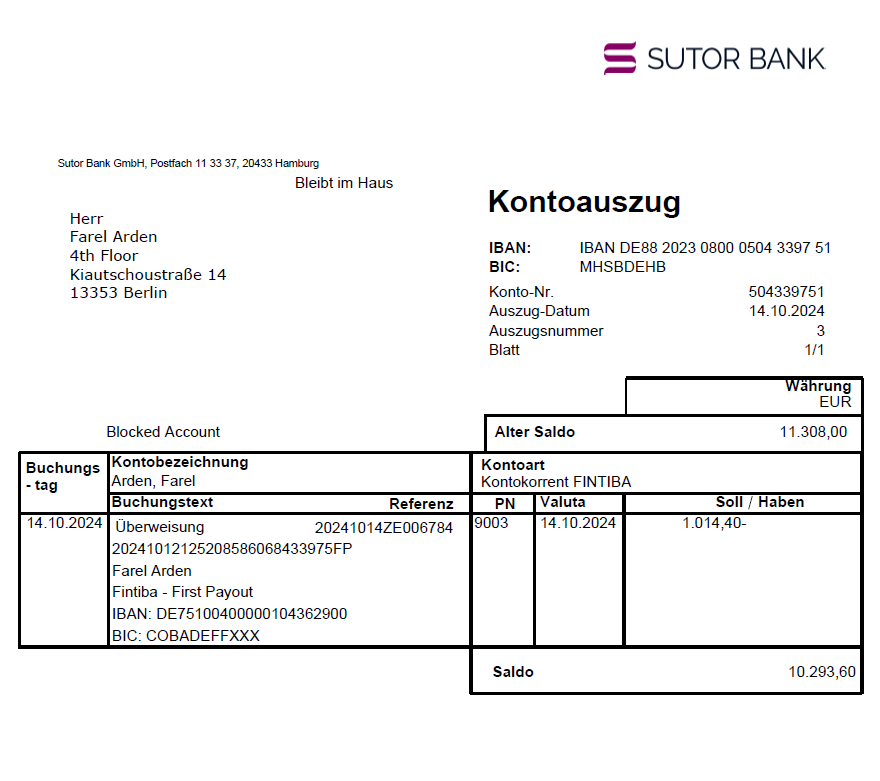 SUTOR BANK
Sutor Bank GmbH, Postfach 11 33 37, 20433 Hamburg
Bleibt im Haus
Kontoauszug
Herr
Farel Arden
4th Floor
Kiautschoustraße 14
13353 Berlin
IBAN: IBAN DE88 2023 0800 0504 3397 51
BIC: MHSBDEHB
Konto-Nr. 504339751
Auszug-Datum 14.10.2024
Auszugsnummer 3
Blatt 1/1
Währung
EUR
Blocked Account
Alter Saldo 11.308,00
Buchungs
- tag
Kontobezeichnung
Arden, Farel
Kontoart
Kontokorrent FINTIBA
Buchungstext Referenz PN Valuta Soll / Haben
14.10.2024 Überweisung 20241014ZE006784 9003 14.10.2024 1.014,40-
20241012125208586068433975FP
Farel Arden
Fintiba - First Payout
IBAN: DE75100400000104362900
BIC: COBADEFFXXX
Saldo 10.293,60